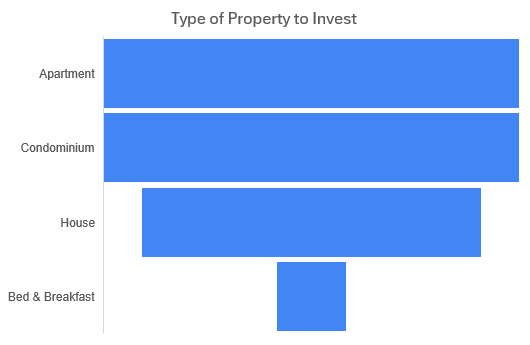 Type of Property to Invest
Apartment
Condominium
House
Bed & Breakfast